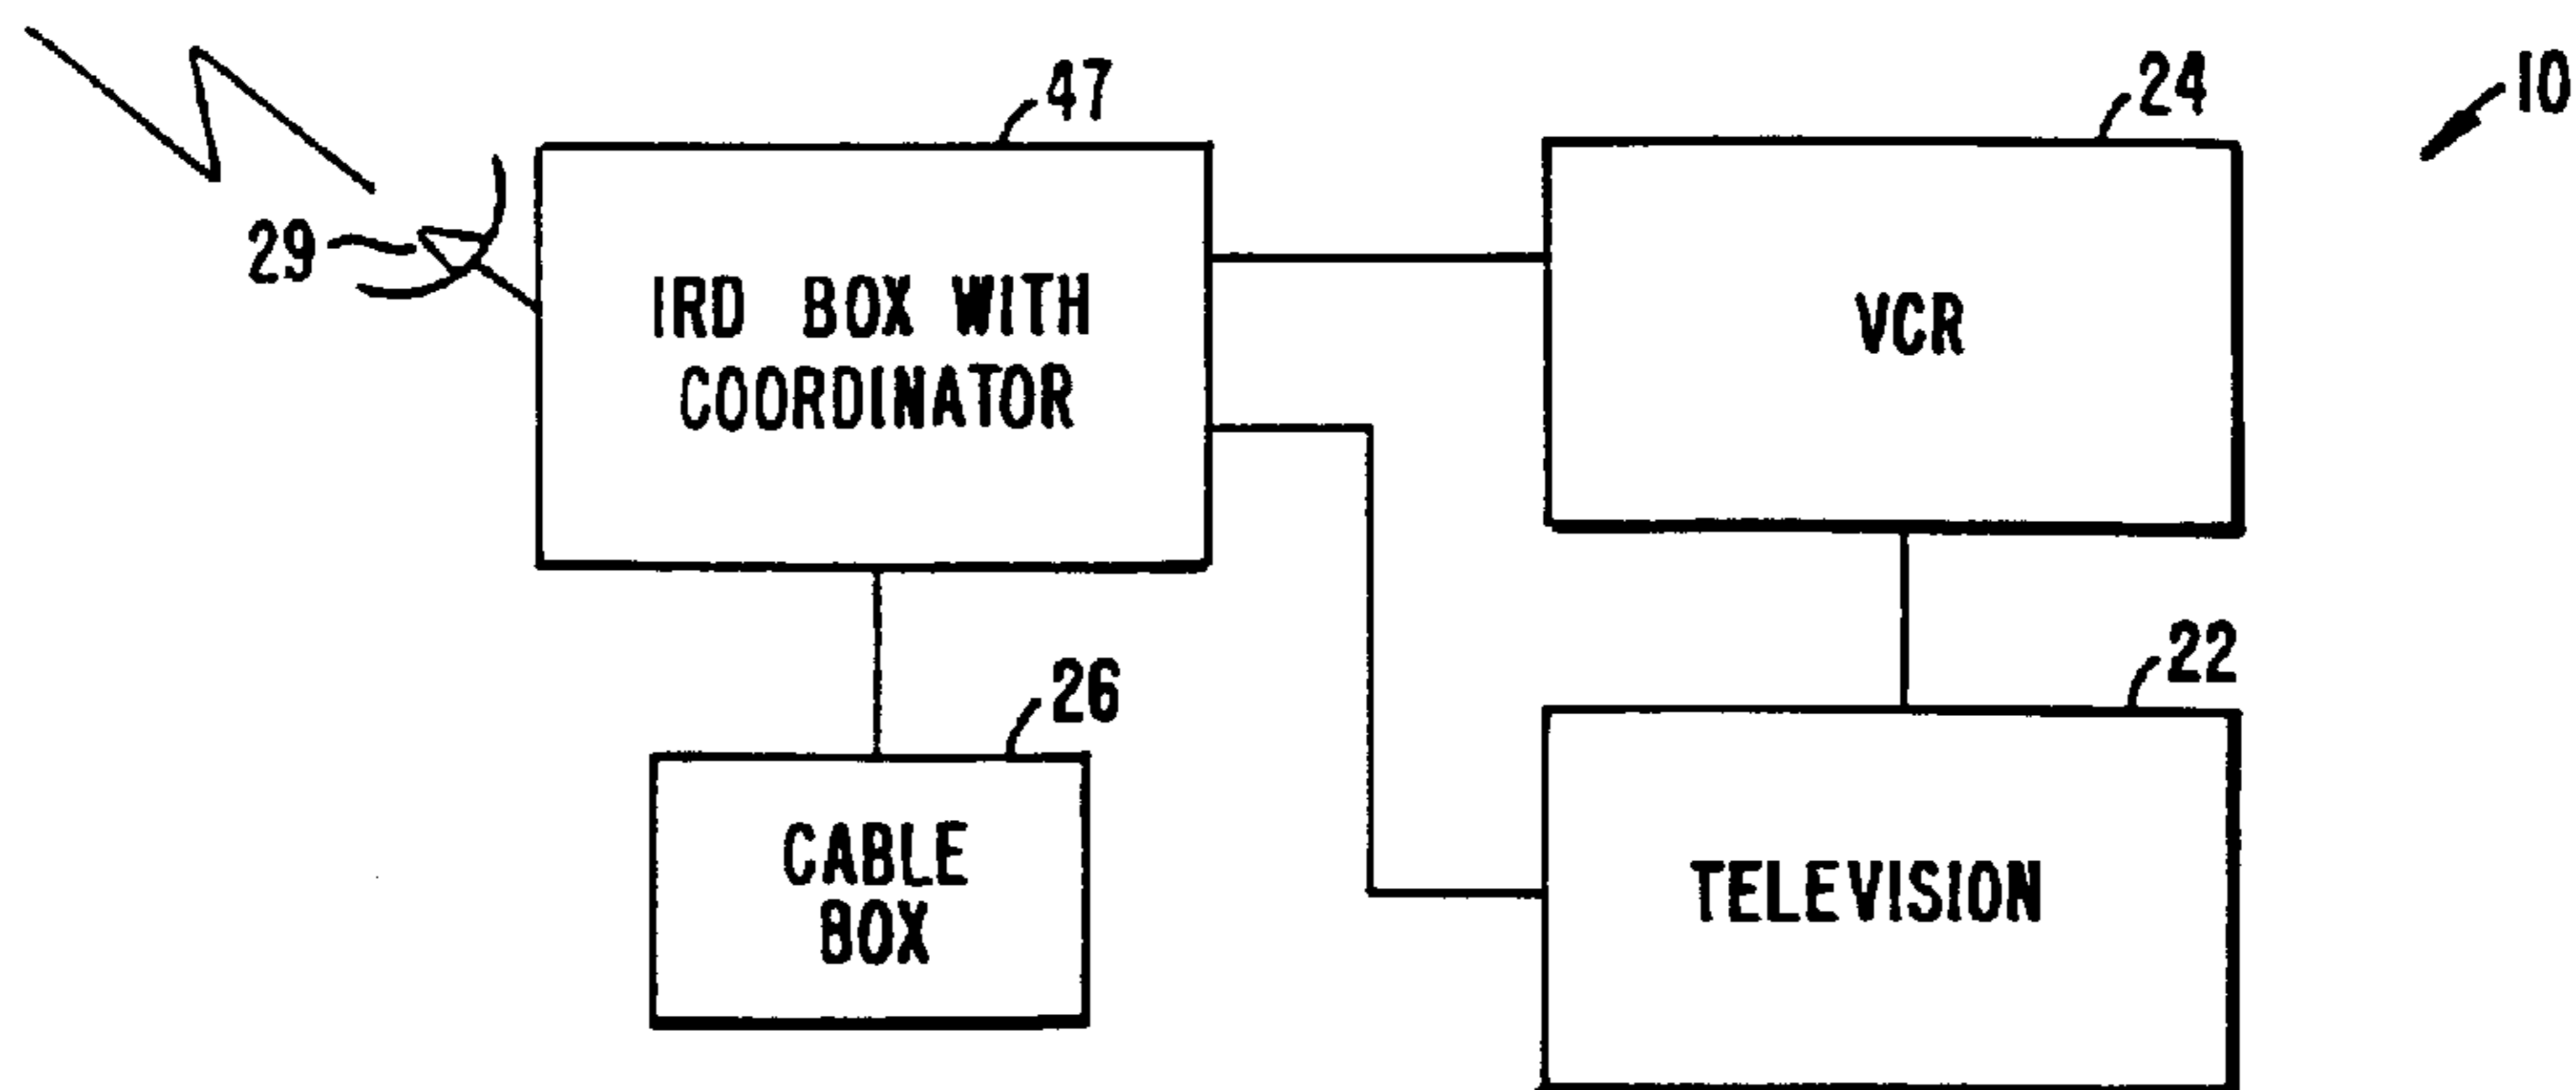 47
24
10
29
IRD BOX WITH
COORDINATOR
VCR
26
22
CABLE
BOX
TELEVISION